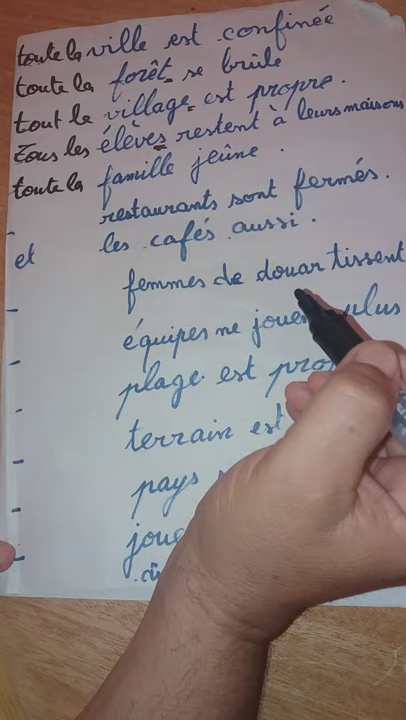 toute la ville est confinée
toute la forêt se brûle
tout le village est propre.
Tous les élèves restent à leurs maisons
toute la famille jeûne.
restaurants sont fermés.
et les cafés aussi.
femmes de douar tissent
équipes ne jouent plus
plage est
terrain est
pays